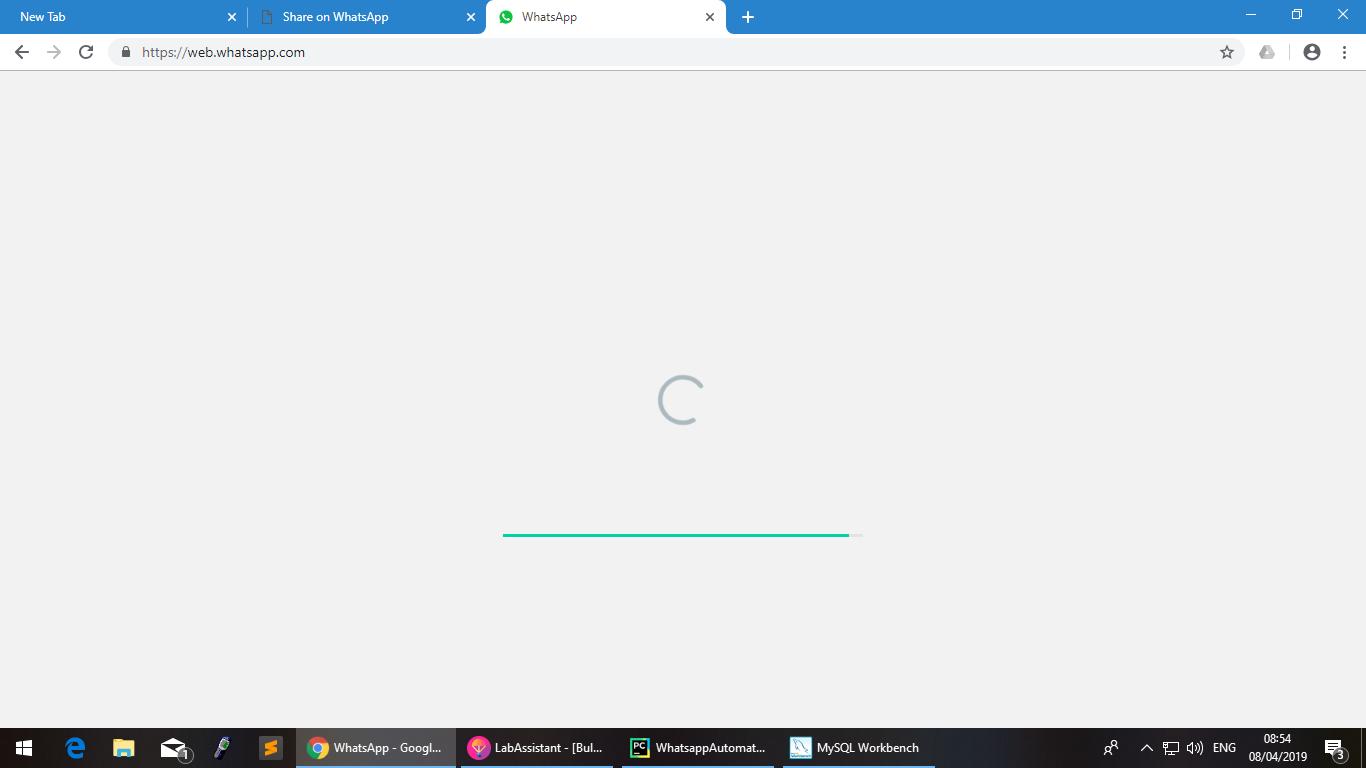 New Tab
Share on WhatsApp
WhatsApp
https://web.whatsapp.com
1
WhatsApp - Googl...
LabAssistant - [Bul...
PC
WhatsappAutomat...
MySQL Workbench
ENG
08:54
08/04/2019
3